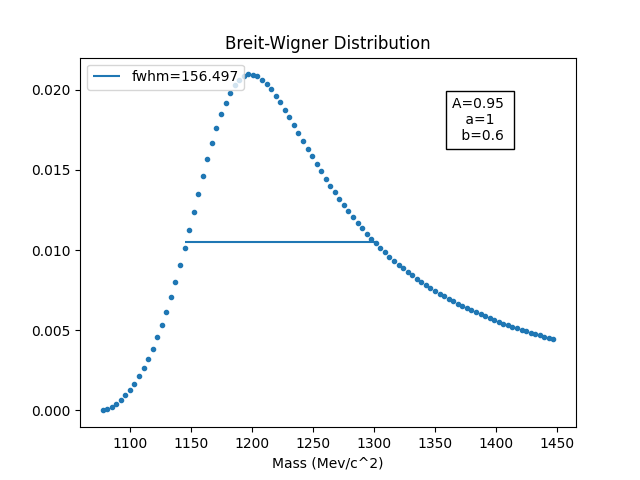 Breit-Wigner Distribution
fwhm=156.497
A=0.95
a=1
b=0.6
0.020
0.015
0.010
0.005
0.000
1100 1150 1200 1250 1300 1350 1400 1450
Mass (Mev/c^2)